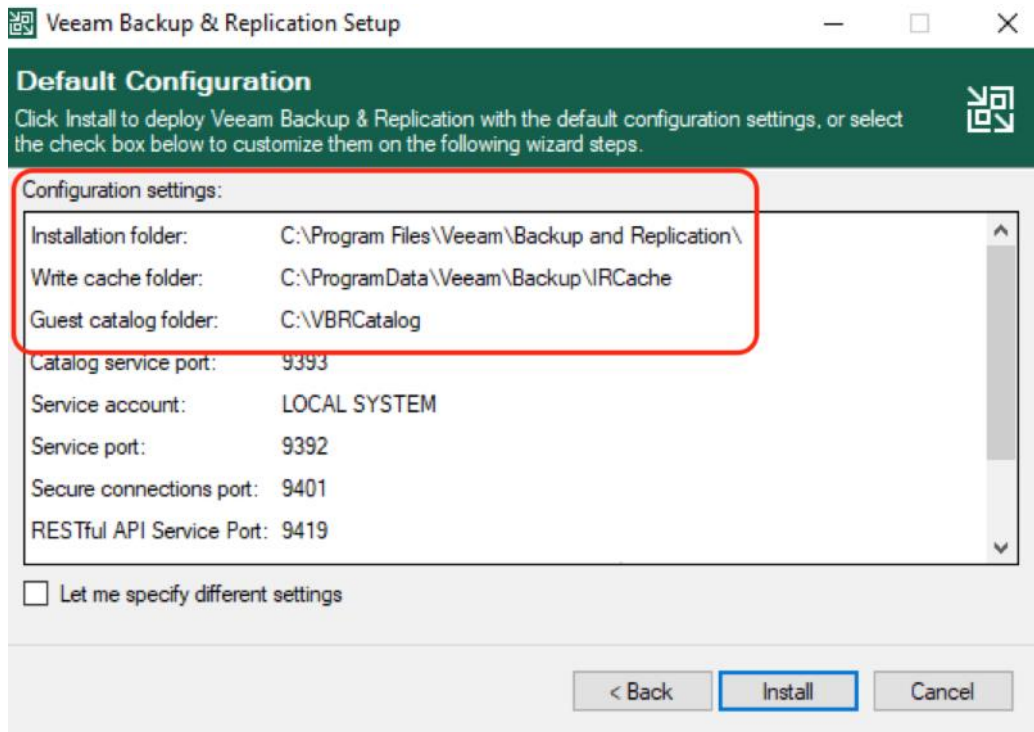 Veeam Backup & Replication Setup
Default Configuration
Click Install to deploy Veeam Backup & Replication with the default configuration settings, or select
the check box below to customize them on the following wizard steps.
Configuration settings:
Installation folder: C:\Program Files\Veeam\Backup and Replication\
Write cache folder: C:\ProgramData\Veeam\Backup\IRCache
Guest catalog folder: C:\VBRCatalog
Catalog service port: 9393
Service account: LOCAL SYSTEM
Service port: 9392
Secure connections port: 9401
RESTful API Service Port: 9419
Let me specify different settings
< Back Install Cancel